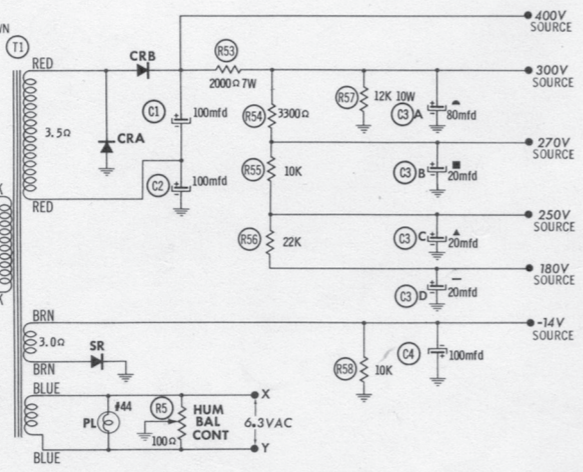 400V
SOURCE
T1
RED
CRB
R53
2000Ω 7W
300V
SOURCE
C1
100mfd
R54
3300Ω
R57
12K 10W
C3 A
80mfd
3.5Ω
CRA
270V
SOURCE
C2
100mfd
R55
10K
C3 B
20mfd
RED
250V
SOURCE
R56
22K
C3 C
20mfd
180V
SOURCE
C3 D
20mfd
BRN
-14V
SOURCE
3.0Ω
SR
BRN
R58
10K
C4
100mfd
BLUE
#44
PL
R5
100Ω
HUM
BAL
CONT
X
6.3VAC
Y
BLUE